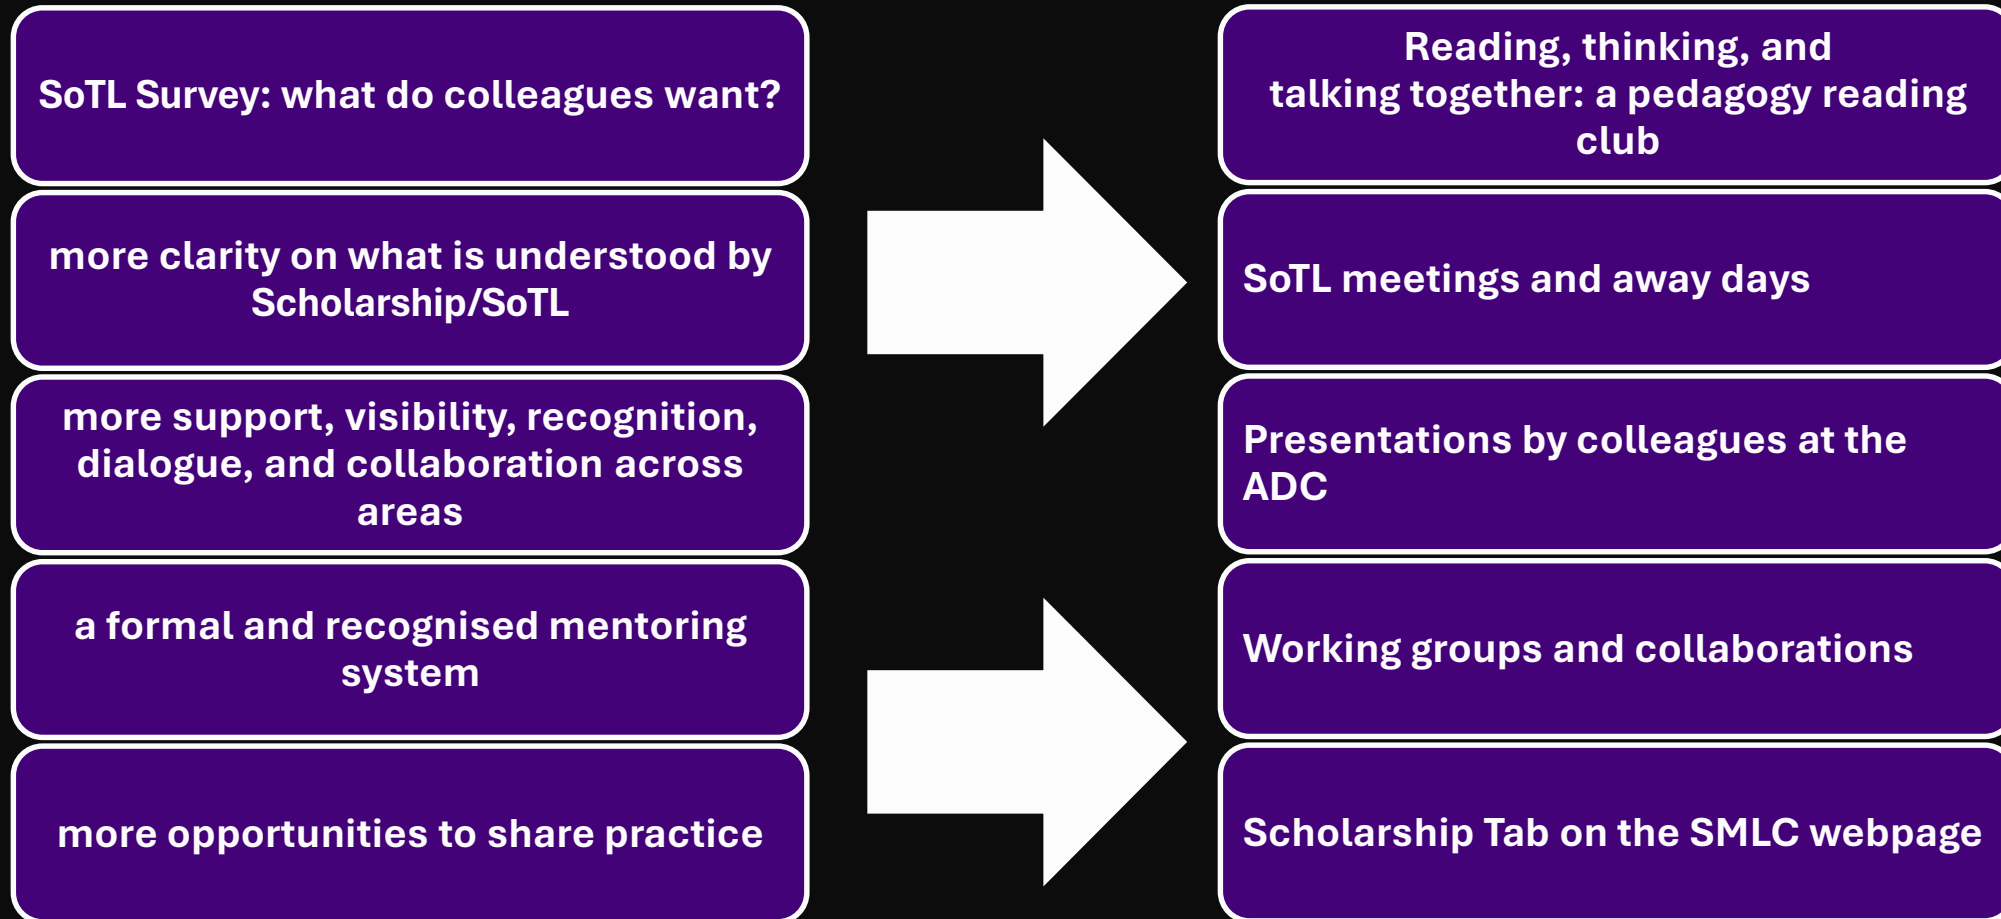 SoTL Survey: what do colleagues want?
more clarity on what is understood by
Scholarship/SoTL
more support, visibility, recognition,
dialogue, and collaboration across
areas
a formal and recognised mentoring
system
more opportunities to share practice
Reading, thinking, and
talking together: a pedagogy reading
club
SoTL meetings and away days
Presentations by colleagues at the
ADC
Working groups and collaborations
Scholarship Tab on the SMLC webpage